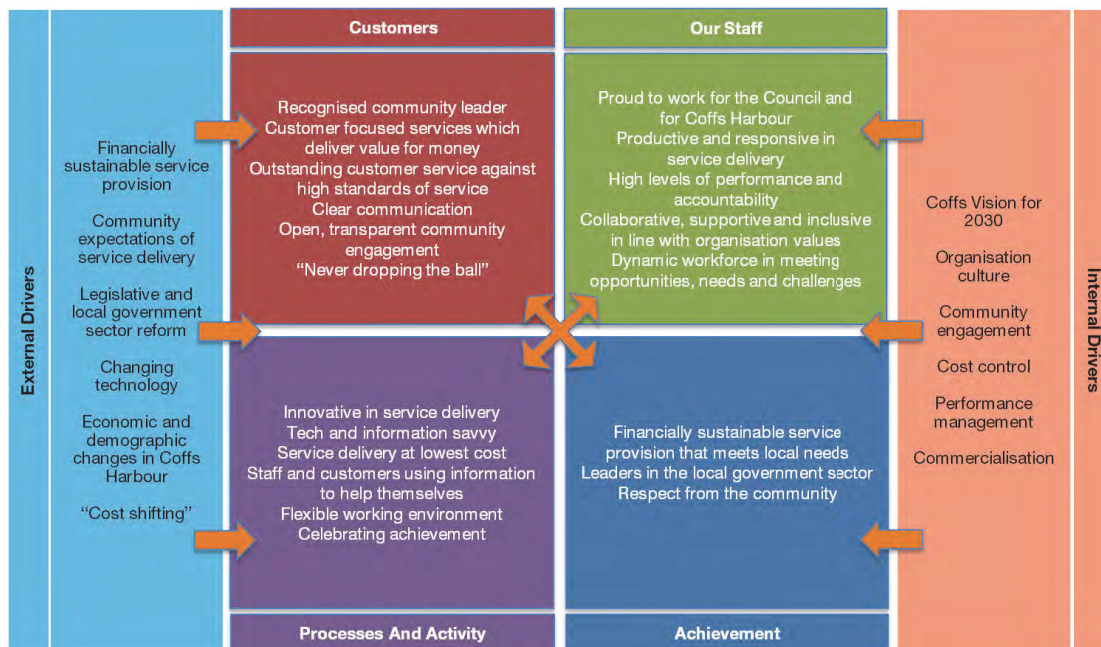 External Drivers
Financially
sustainable service
provision
Community
expectations of
service delivery
Legislative and
local government
sector reform
Changing
technology
Economic and
demographic
changes in Coffs
Harbour
“Cost shifting”
Customers
Recognised community leader
Customer focused services which
deliver value for money
Outstanding customer service against
high standards of service
Clear communication
Open, transparent community
engagement
“Never dropping the ball”
Our Staff
Proud to work for the Council and
for Coffs Harbour
Productive and responsive in
service delivery
High levels of performance and
accountability
Collaborative, supportive and inclusive
in line with organisation values
Dynamic workforce in meeting
opportunities, needs and challenges
Innovative in service delivery
Tech and information savvy
Service delivery at lowest cost
Staff and customers using information
to help themselves
Flexible working environment
Celebrating achievement
Processes And Activity
Financially sustainable service
provision that meets local needs
Leaders in the local government sector
Respect from the community
Achievement
Coffs Vision for
2030
Organisation
culture
Community
engagement
Cost control
Performance
management
Commercialisation
Internal Drivers